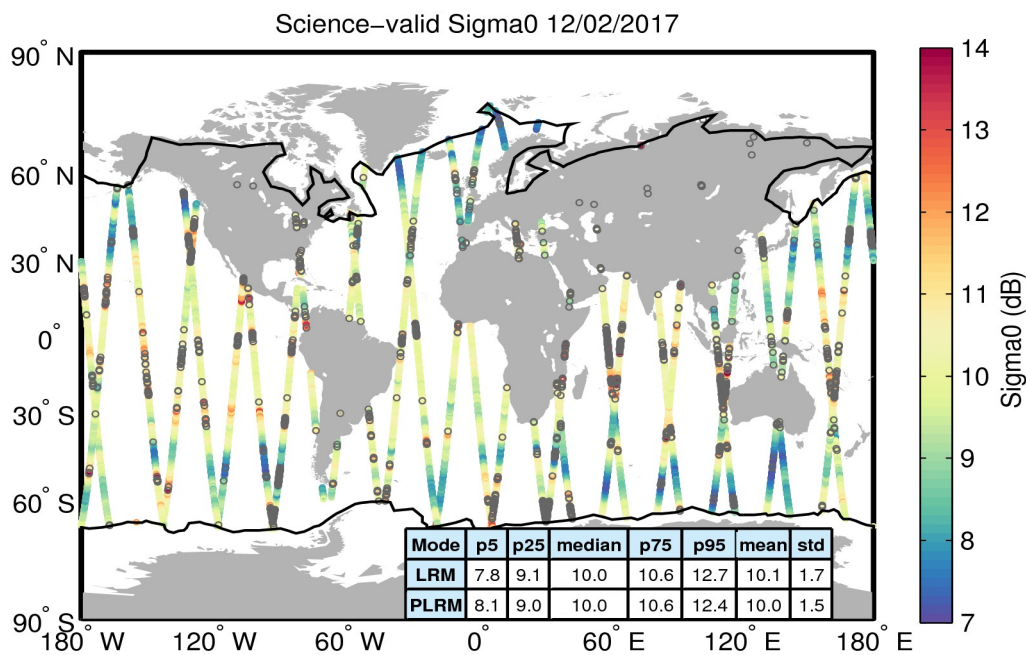 Science−valid Sigma0 12/02/2017
90° N
60° N
30° N
0°
30° S
60° S
90° S
180° W
120° W
60° W
0°
60° E
120° E
180° E
14
13
12
11
10
9
8
7
Sigma0 (dB)
Mode p5 p25 median p75 p95 mean std
LRM 7.8 9.1 10.0 10.6 12.7 10.1 1.7
PLRM 8.1 9.0 10.0 10.6 12.4 10.0 1.5